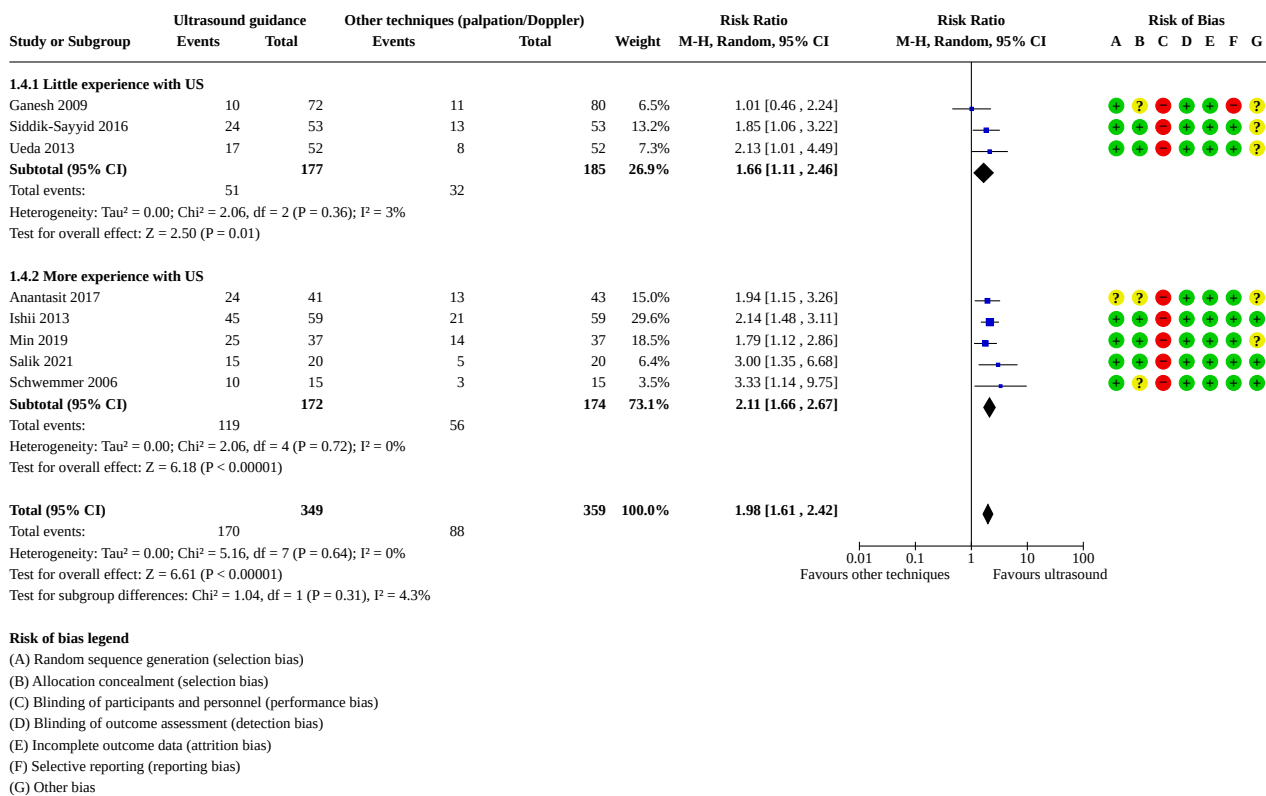 Ultrasound guidance Other techniques (palpation/Doppler) Risk Ratio Risk Ratio Risk of Bias
Study or Subgroup Events Total Events Total Weight M-H, Random, 95% CI M-H, Random, 95% CI A B C D E F G
1.4.1 Little experience with US
Ganesh 2009 10 72 11 80 6.5% 1.01 [0.46 , 2.24] + ? − + + − ?
Siddik-Sayyid 2016 24 53 13 53 13.2% 1.85 [1.06 , 3.22] + + − + + + ?
Ueda 2013 17 52 8 52 7.3% 2.13 [1.01 , 4.49] + + − + + + ?
Subtotal (95% CI) 177 185 26.9% 1.66 [1.11 , 2.46]
Total events: 51 32
Heterogeneity: Tau² = 0.00; Chi² = 2.06, df = 2 (P = 0.36); I² = 3%
Test for overall effect: Z = 2.50 (P = 0.01)
1.4.2 More experience with US
Anantasit 2017 24 41 13 43 15.0% 1.94 [1.15 , 3.26] ? ? − + + + ?
Ishii 2013 45 59 21 59 29.6% 2.14 [1.48 , 3.11] + + − + + + +
Min 2019 25 37 14 37 18.5% 1.79 [1.12 , 2.86] + + − + + + ?
Salik 2021 15 20 5 20 6.4% 3.00 [1.35 , 6.68] + + − + + + +
Schwemmer 2006 10 15 3 15 3.5% 3.33 [1.14 , 9.75] + ? − + + + +
Subtotal (95% CI) 172 174 73.1% 2.11 [1.66 , 2.67]
Total events: 119 56
Heterogeneity: Tau² = 0.00; Chi² = 2.06, df = 4 (P = 0.72); I² = 0%
Test for overall effect: Z = 6.18 (P < 0.00001)
Total (95% CI) 349 359 100.0% 1.98 [1.61 , 2.42]
Total events: 170 88
Heterogeneity: Tau² = 0.00; Chi² = 5.16, df = 7 (P = 0.64); I² = 0%
0.01 0.1 1 10 100
Test for overall effect: Z = 6.61 (P < 0.00001) Favours other techniques Favours ultrasound
Test for subgroup differences: Chi² = 1.04, df = 1 (P = 0.31), I² = 4.3%
Risk of bias legend
(A) Random sequence generation (selection bias)
(B) Allocation concealment (selection bias)
(C) Blinding of participants and personnel (performance bias)
(D) Blinding of outcome assessment (detection bias)
(E) Incomplete outcome data (attrition bias)
(F) Selective reporting (reporting bias)
(G) Other bias